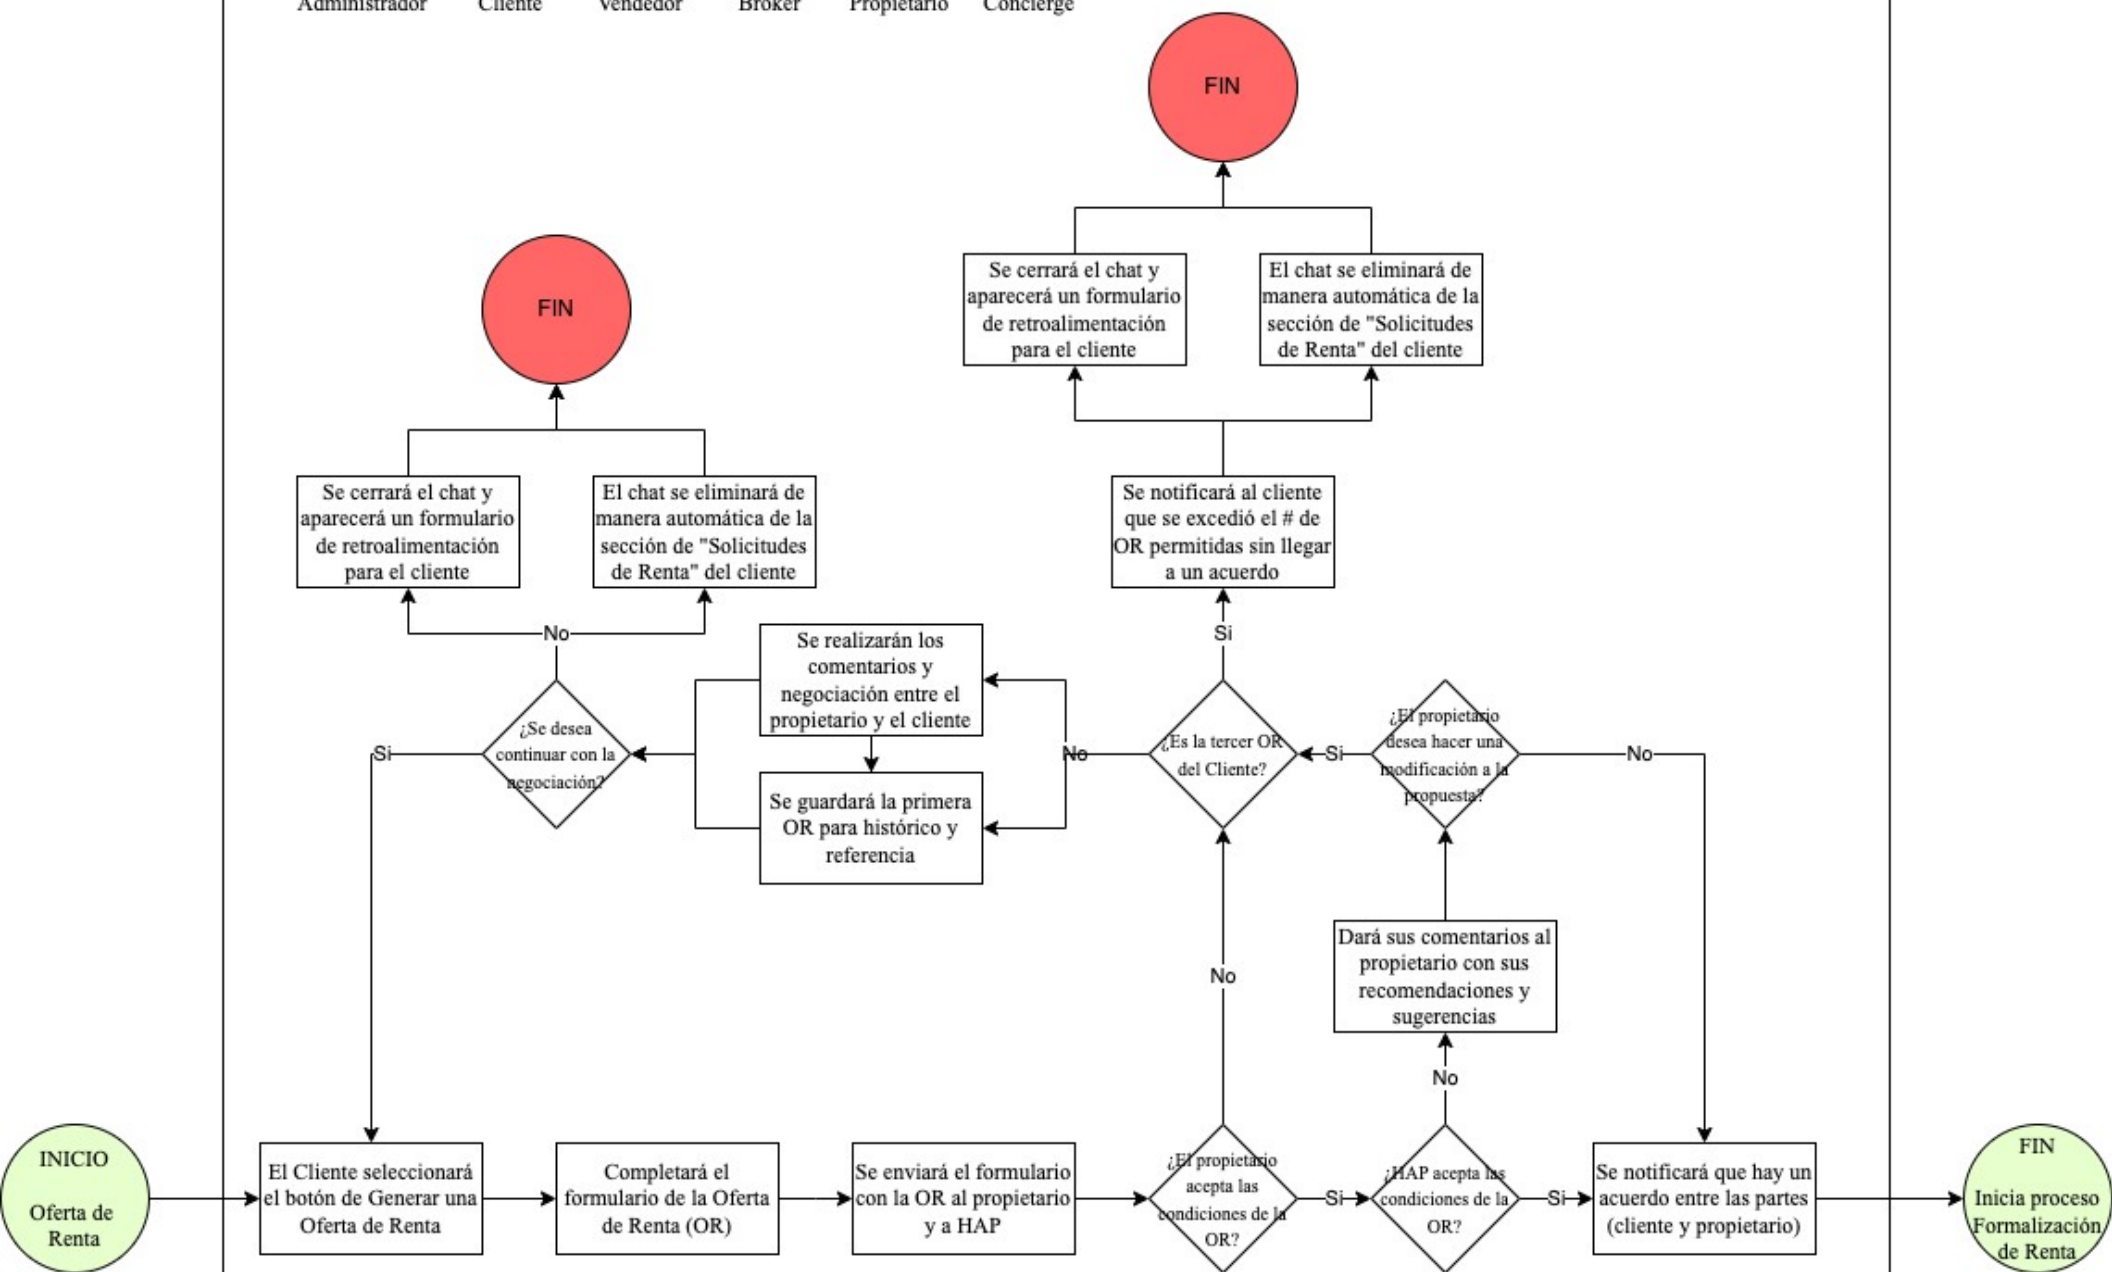 Administrador Cliente Vendedor Broker Propietario Concierge
FIN
Se cerrará el chat y
aparecerá un formulario
de retroalimentación
para el cliente
El chat se eliminará de
manera automática de la
sección de "Solicitudes
de Renta" del cliente
FIN
Se cerrará el chat y
aparecerá un formulario
de retroalimentación
para el cliente
El chat se eliminará de
manera automática de la
sección de "Solicitudes
de Renta" del cliente
Se notificará al cliente
que se excedió el # de
OR permitidas sin llegar
a un acuerdo
No
Si
Se realizarán los
comentarios y
negociación entre el
propietario y el cliente
Si
¿Se desea
continuar con la
negociación?
No
¿Es la tercer OR
del Cliente?
Si
¿El propietario
desea hacer una
modificación a la
propuesta?
No
Se guardará la primera
OR para histórico y
referencia
Dará sus comentarios al
propietario con sus
recomendaciones y
sugerencias
No
No
INICIO
Oferta de
Renta
El Cliente seleccionará
el botón de Generar una
Oferta de Renta
Completará el
formulario de la Oferta
de Renta (OR)
Se enviará el formulario
con la OR al propietario
y a HAP
¿El propietario
acepta las
condiciones de la
OR?
Si
¿HAP acepta las
condiciones de la
OR?
Si
Se notificará que hay un
acuerdo entre las partes
(cliente y propietario)
FIN
Inicia proceso
Formalización
de Renta